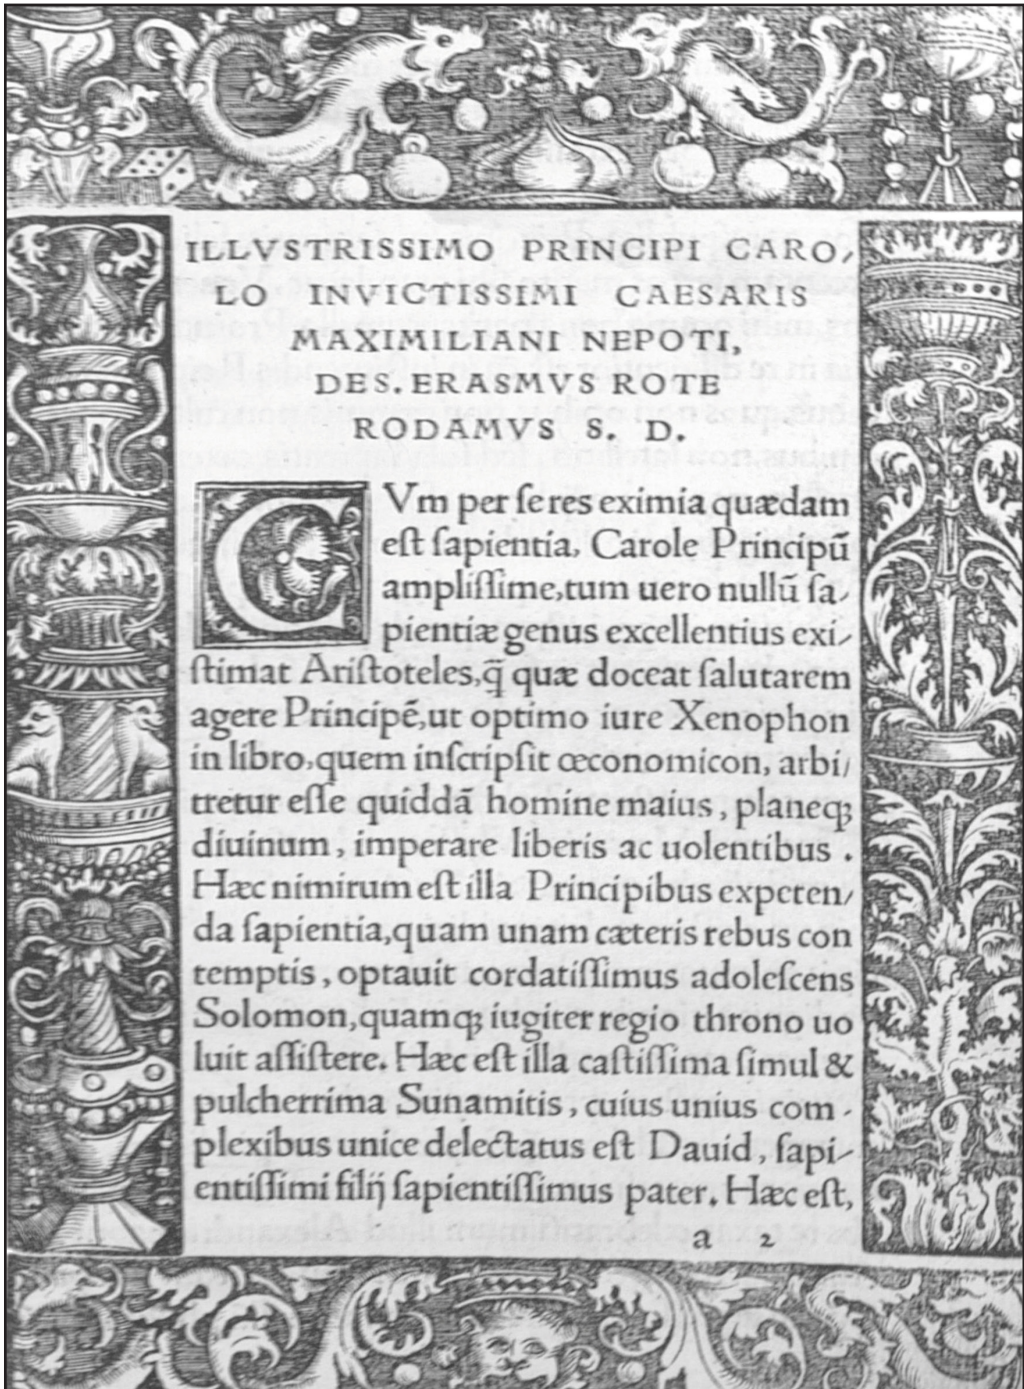 ILLVSTRISSIMO PRINCIPI CARO/
LO INVICTISSIMI CAESARIS
MAXIMILIANI NEPOTI,
DES. ERASMVS ROTE
RODAMVS S. D.
CVm per se res eximia quædam
est sapientia, Carole Principū
amplissime, tum uero nullū sa/
pientiæ genus excellentius exi/
stimat Aristoteles, q̄ quæ doceat salutarem
agere Principē, ut optimo iure Xenophon
in libro, quem inscripsit œconomicon, arbi/
tretur esse quiddā homine maius, planeq;
diuinum, imperare liberis ac uolentibus.
Hæc nimirum est illa Principibus expeten/
da sapientia, quam unam cæteris rebus con
temptis, optauit cordatissimus adolescens
Solomon, quamq; iugiter regio throno uo
luit assistere. Hæc est illa castissima simul &
pulcherrima Sunamitis, cuius unius com-
plexibus unice delectatus est Dauid, sapi/
entissimi filij sapientissimus pater. Hæc est,
a 2